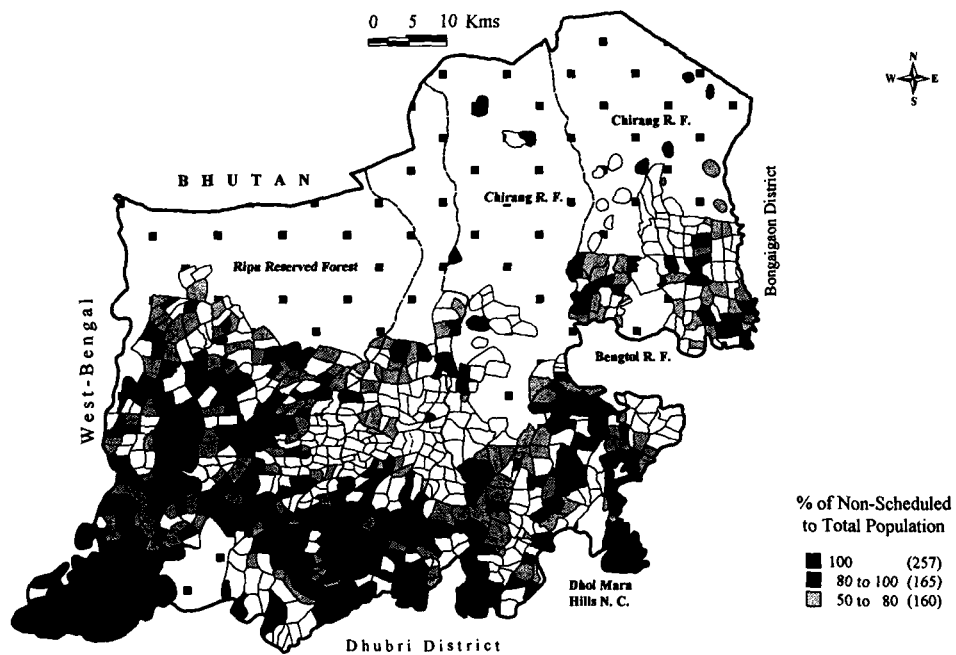 0 5 10 Kms
N
W E
S
Chirang R. F.
BHUTAN
Chirang R. F.
Bongaigaon District
Ripu Reserved Forest
West-Bengal
Bengtol R. F.
% of Non-Scheduled
to Total Population
100 (257)
80 to 100 (165)
50 to 80 (160)
Dhol Mara
Hills N. C.
Dhubri District